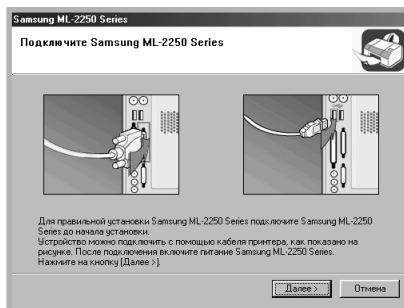 Samsung ML-2250 Series
Подключите Samsung ML-2250 Series
Для правильной установки Samsung ML-2250 Series подключите Samsung ML-2250
Series до начала установки.
Устройство можно подключить с помощью кабеля принтера, как показано на
рисунке. После подключения включите питание Samsung ML-2250 Series.
Нажмите на кнопку [Далее >].
Далее >
Отмена